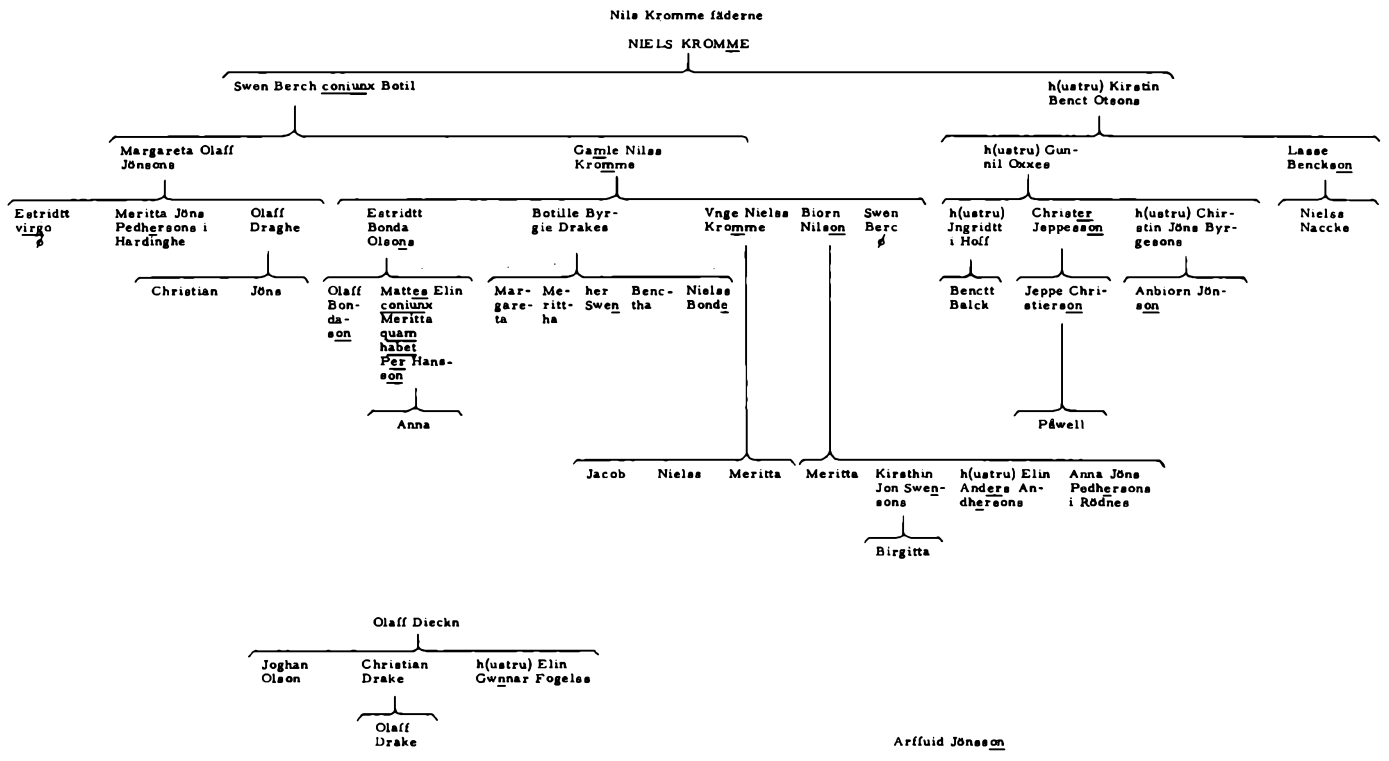 Nils Kromme fäderne
NIELS KROMME
Swen Berch coniunx Botil
h(ustru) Kirstin
Benct Otsons
Margareta Olaff
Jönsons
Gamle Nilss
Kromme
h(ustru) Gun-
nil Oxxes
Lasse
Benckson
Estridtt
virgo
ø
Meritta Jöns
Pedhersons i
Hardinghe
Olaff
Draghe
Estridtt
Bonda
Olsons
Botille Byr-
gie Drakes
Vnge Nielss
Kromme
Biorn
Nilson
Swen
Berc
ø
h(ustru)
Jngridtt
i Hoff
Christer
Jeppesson
h(ustru) Chir-
stin Jöns Byr-
gesons
Nielss
Naccke
Christian
Jöns
Olaff
Bon-
da-
son
Mattes Elin
coniunx
Meritta
quam
habet
Per Hans-
son
Mar-
gare-
ta
Me-
ritt-
ha
her
Swen
Benc-
tha
Nielss
Bonde
Benctt
Balck
Jeppe Chri-
stierson
Anbiorn Jön-
son
Anna
Påwell
Jacob
Nielss
Meritta
Meritta
Kirsthin
Jon Swen-
sons
h(ustru) Elin
Anders An-
dhersons
Anna Jöns
Pedhersons
i Rödnes
Birgitta
Olaff Dieckn
Joghan
Olson
Christian
Drake
h(ustru) Elin
Gwnnar Fogelss
Olaff
Drake
Arffuid Jönsson